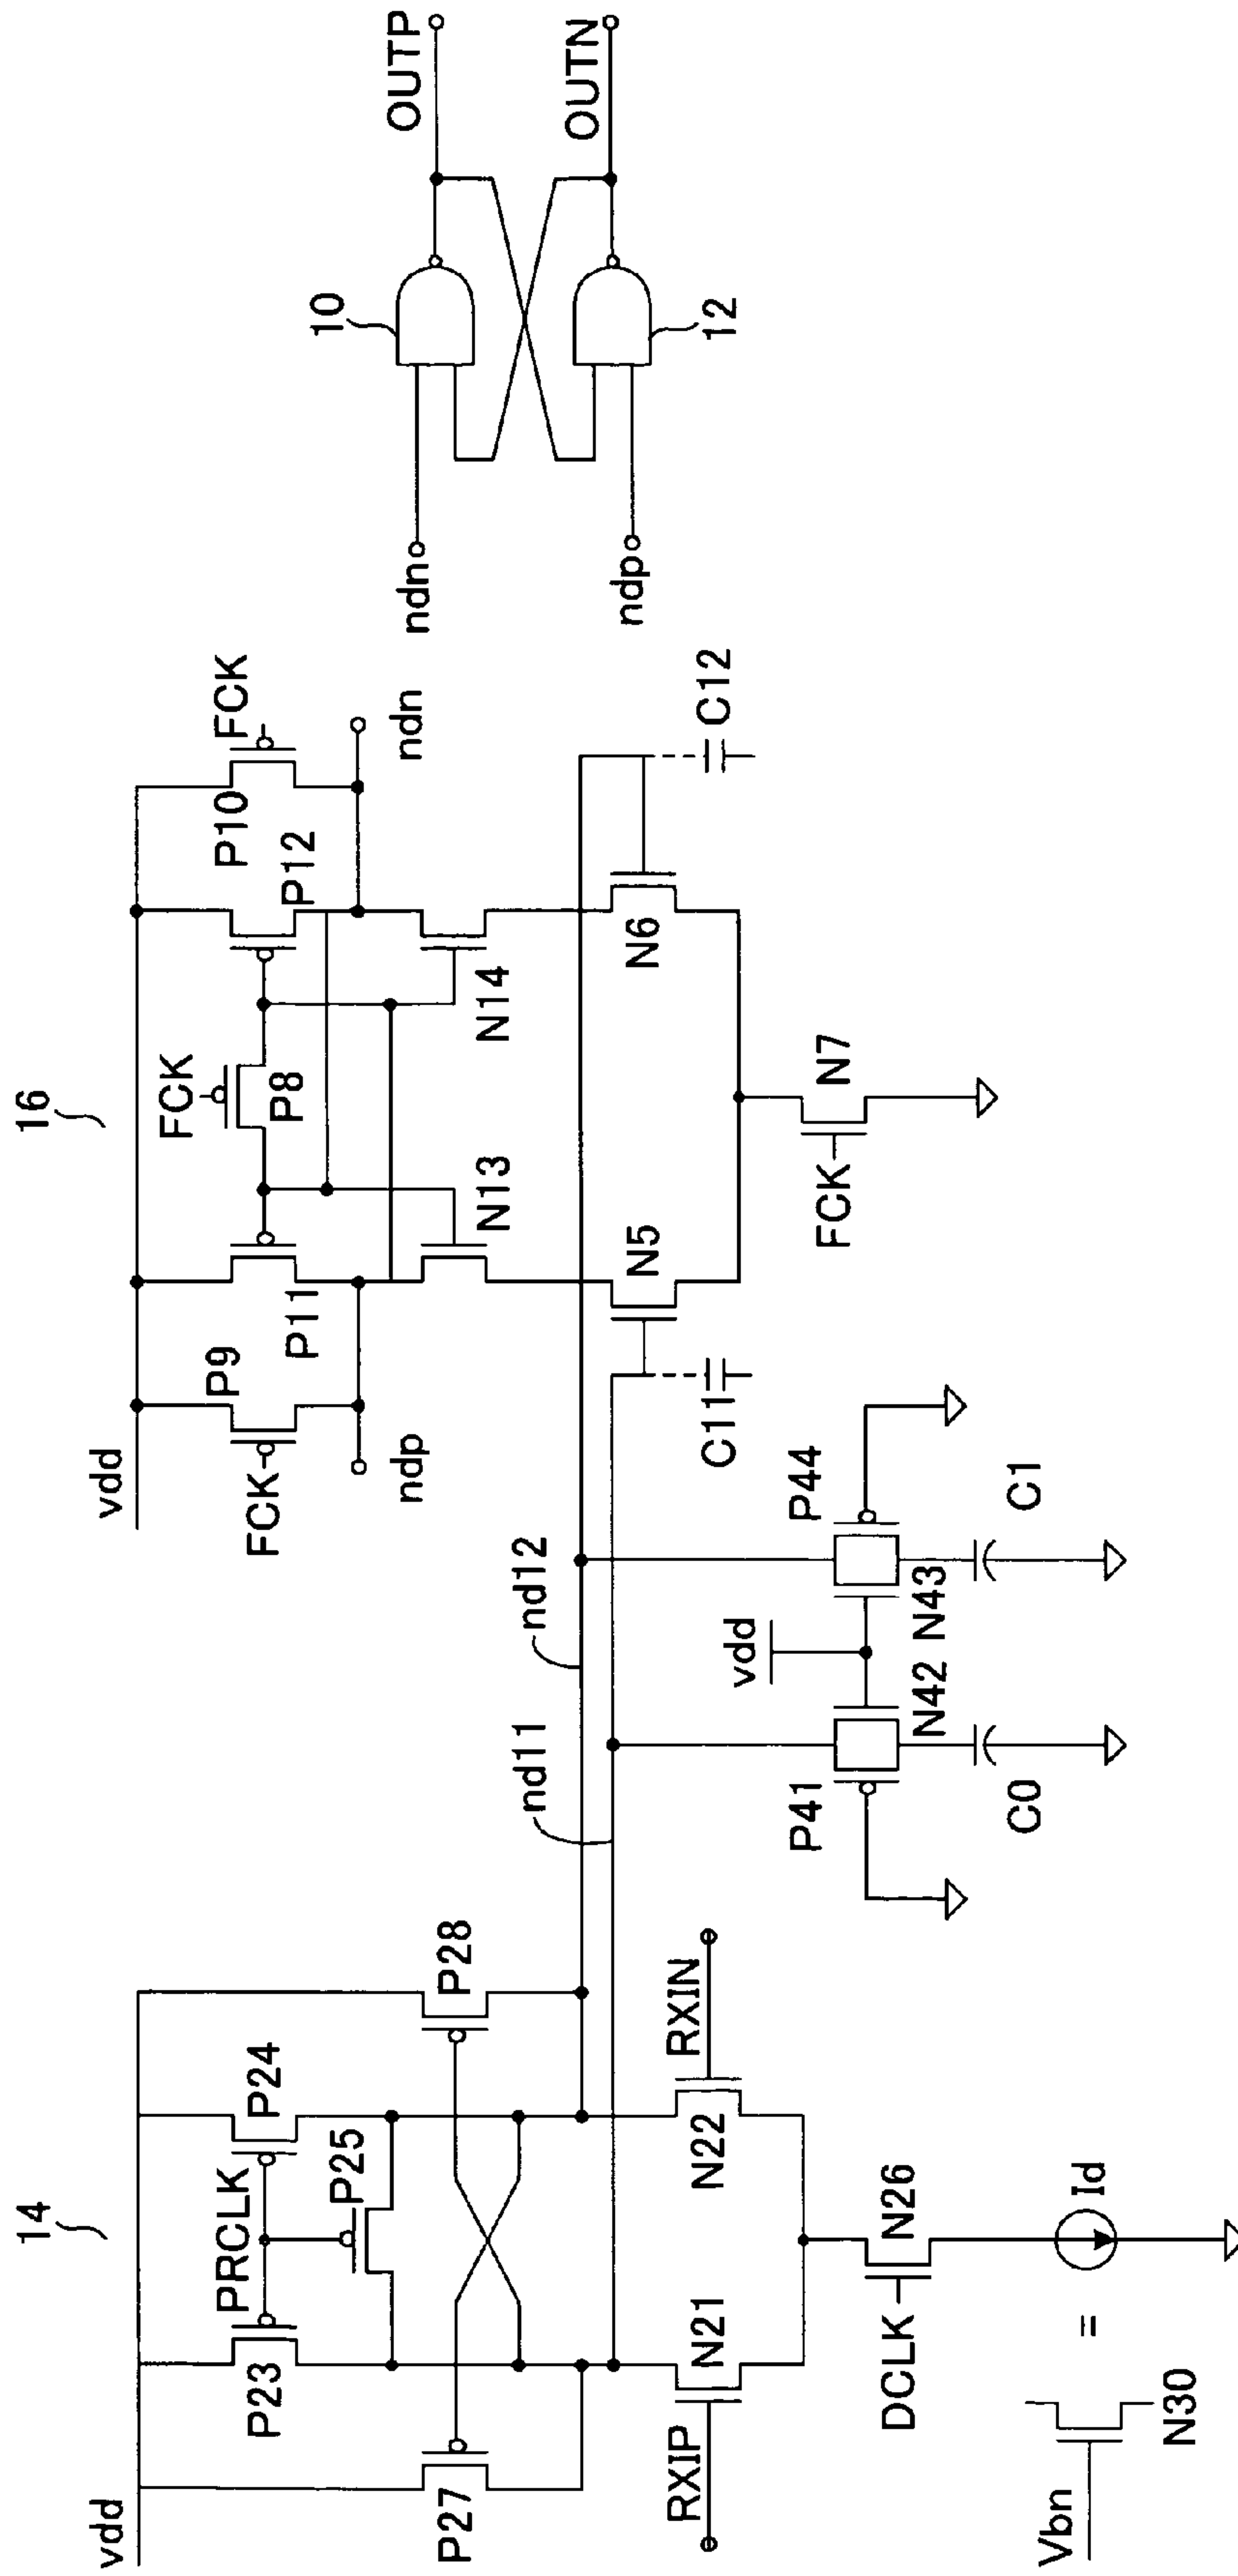 14
vdd
P23
PRCLK
P24
P25
P27
P28
RXIP
N21
N22
RXIN
DCLK
N26
Id
=
Vbn
N30
nd11
nd12
vdd
P41
N42
N43
P44
C0
C1
16
vdd
FCK
P9
P11
FCK
P8
P12
P10
FCK
ndp
ndn
N13
N14
N5
N6
C11
C12
FCK
N7
10
ndn
OUTP
12
ndp
OUTN